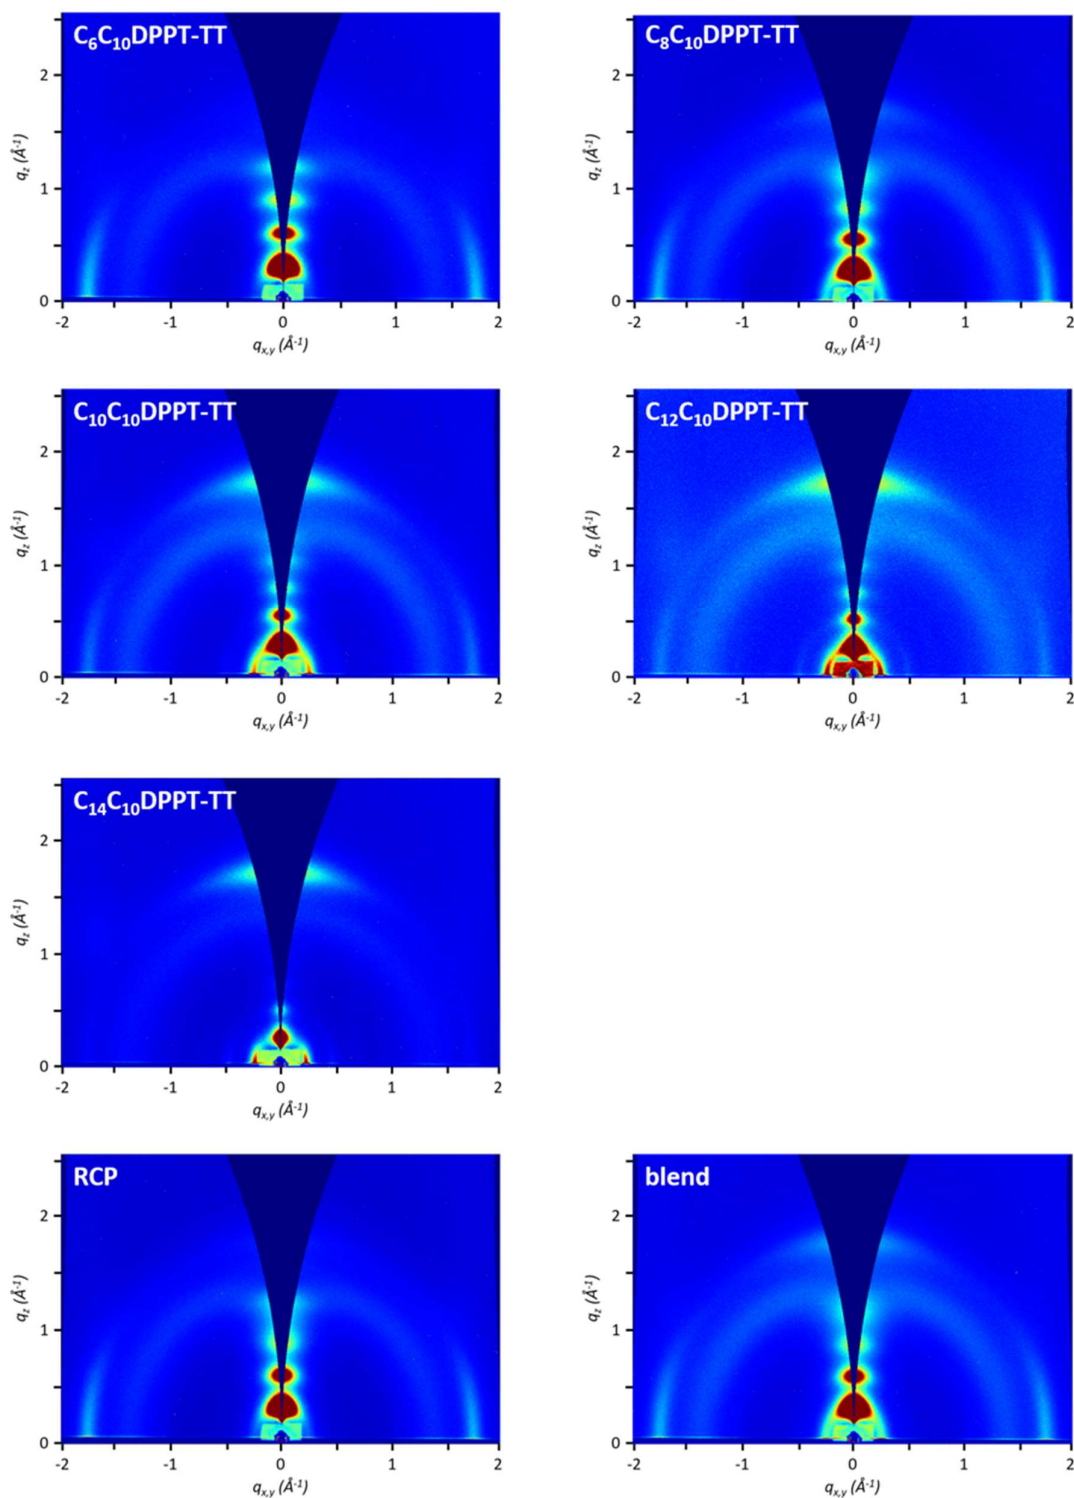 C6C10DPPT-TT
C8C10DPPT-TT
2
1
0
qz (Å-1)
-2 -1 0 1 2
qx,y (Å-1)
2
1
0
qz (Å-1)
-2 -1 0 1 2
qx,y (Å-1)
C10C10DPPT-TT
C12C10DPPT-TT
2
1
0
qz (Å-1)
-2 -1 0 1 2
qx,y (Å-1)
2
1
0
qz (Å-1)
-2 -1 0 1 2
qx,y (Å-1)
C14C10DPPT-TT
2
1
0
qz (Å-1)
-2 -1 0 1 2
qx,y (Å-1)
RCP
blend
2
1
0
qz (Å-1)
-2 -1 0 1 2
qx,y (Å-1)
2
1
0
qz (Å-1)
-2 -1 0 1 2
qx,y (Å-1)